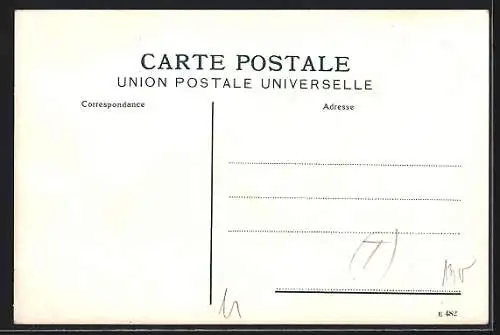 CARTE POSTALE
UNION POSTALE UNIVERSELLE
Correspondance
Adresse
E 482